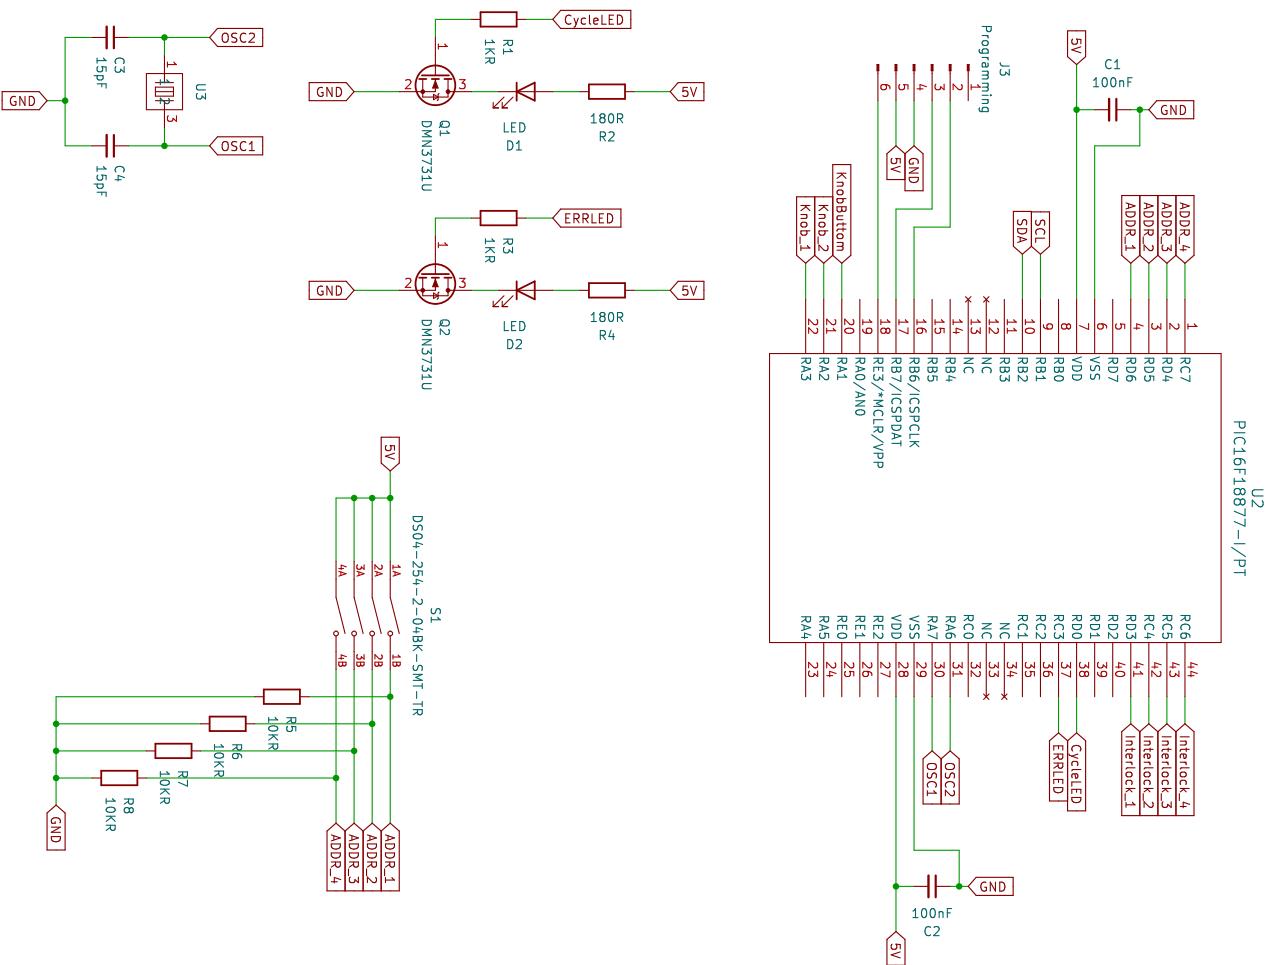 OSC2
C3
15pF
GND
1
1
2
3
U3
C4
15pF
OSC1
CycleLED
R1
1KR
1
GND
2
3
5V
Q1
DMN3731U
LED
D1
180R
R2
ERRLED
R3
1KR
1
GND
2
3
5V
Q2
DMN3731U
LED
D2
180R
R4
5V
1A
2A
3A
4A
1B
2B
3B
4B
S1
DS04-254-2-04BK-SMT-TR
R5
10KR
R6
10KR
R7
10KR
R8
10KR
GND
ADDR_4
ADDR_3
ADDR_2
ADDR_1
J3
Programming
6
5
4
3
2
1
5V
GND
5V
C1
100nF
GND
Knob_1
Knob_2
KnobButtom
SDA
SCL
ADDR_1
ADDR_2
ADDR_3
ADDR_4
22
21
20
19
18
17
16
15
14
13
12
11
10
9
8
7
6
5
4
3
2
1
RA3
RA2
RA1
RA0/AN0
RE3/*MCLR/VPP
RB7/ICSPDAT
RB6/ICSPCLK
RB5
RB4
NC
NC
RB3
RB2
RB1
RB0
VDD
VSS
RD7
RD6
RD5
RD4
RC7
U2
PIC16F18877-I/PT
RA4
RA5
RE0
RE1
RE2
VDD
VSS
RA7
RA6
RC0
NC
NC
RC1
RC2
RC3
RD0
RD1
RD2
RD3
RC4
RC5
RC6
23
24
25
26
27
28
29
30
31
32
33
34
35
36
37
38
39
40
41
42
43
44
OSC1
OSC2
ERRLED
CycleLED
Interlock_1
Interlock_2
Interlock_3
Interlock_4
GND
100nF
C2
5V